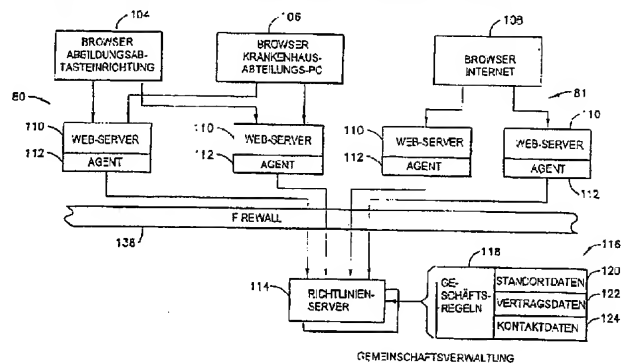 104
106
108
BROWSER
ABEILDUNGSAB-
TASTEINRICHTUNG
BROWSER
KRANKENHAUS-
ABTEILUNGS-PC
BROWSER
INTERNET
80
81
110
WEB-SERVER
112
AGENT
110
WEB-SERVER
112
AGENT
110
WEB-SERVER
112
AGENT
110
WEB-SERVER
AGENT
112
FIREWALL
138
114
RICHTLINIEN-
SERVER
116
118
GE-
SCHÄFTS-
REGELN
120
STANDORTDATEN
122
VERTRAGSDATEN
124
KONTAKTDATEN
GEMEINSCHAFTSVERWALTUNG